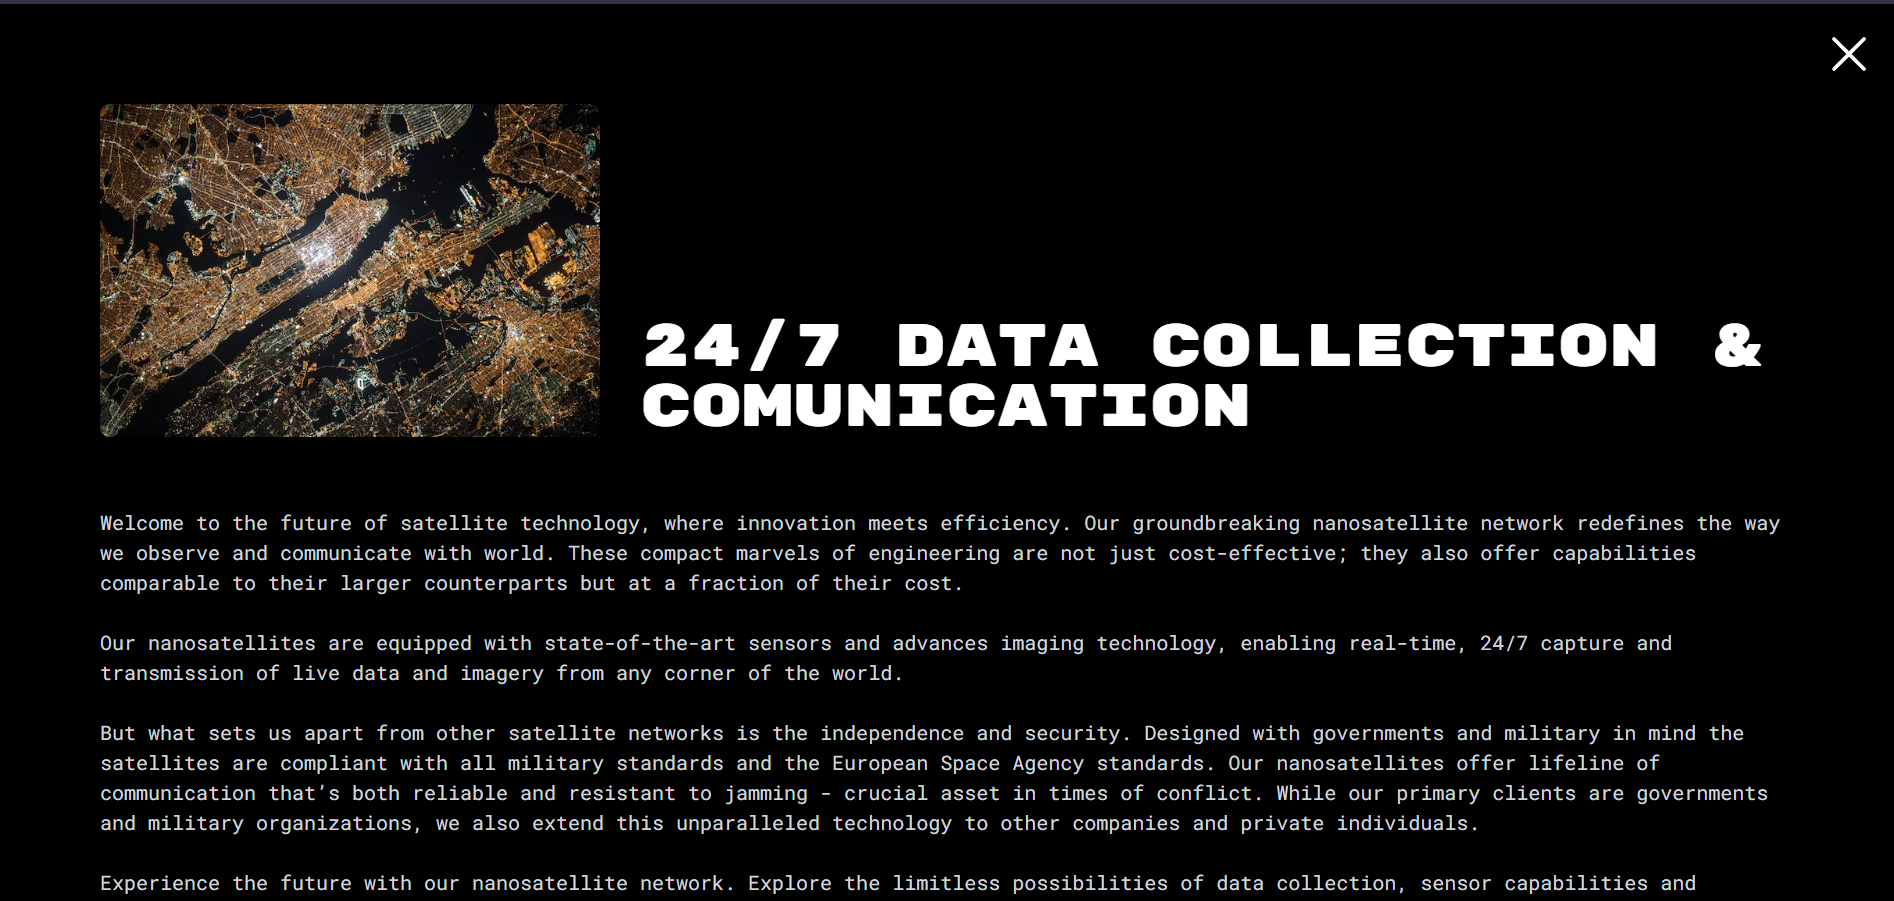 24/7 DATA COLLECTION &
COMUNICATION
Welcome to the future of satellite technology, where innovation meets efficiency. Our groundbreaking nanosatellite network redefines the way
we observe and communicate with world. These compact marvels of engineering are not just cost-effective; they also offer capabilities
comparable to their larger counterparts but at a fraction of their cost.
Our nanosatellites are equipped with state-of-the-art sensors and advances imaging technology, enabling real-time, 24/7 capture and
transmission of live data and imagery from any corner of the world.
But what sets us apart from other satellite networks is the independence and security. Designed with governments and military in mind the
satellites are compliant with all military standards and the European Space Agency standards. Our nanosatellites offer lifeline of
communication that’s both reliable and resistant to jamming - crucial asset in times of conflict. While our primary clients are governments
and military organizations, we also extend this unparalleled technology to other companies and private individuals.
Experience the future with our nanosatellite network. Explore the limitless possibilities of data collection, sensor capabilities and